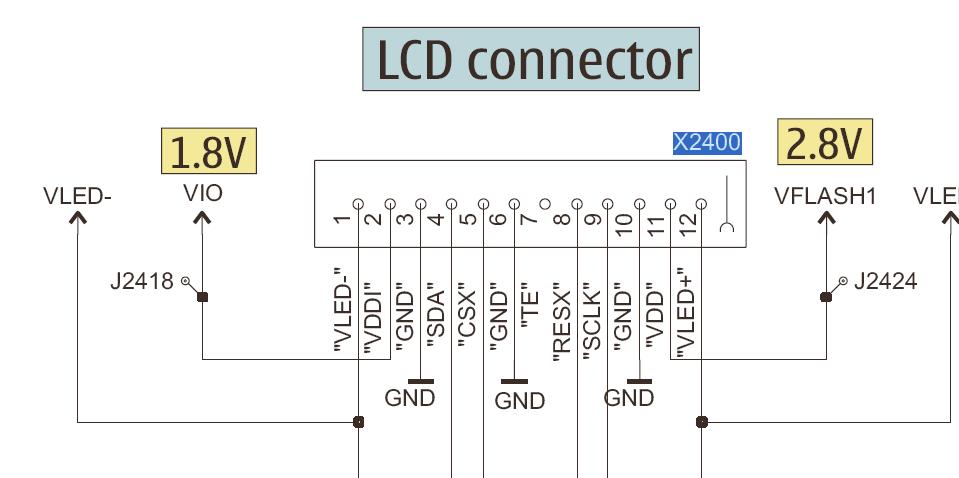 LCD connector
1.8V
X2400
2.8V
VLED-
VIO
VFLASH1
VLE
1 2 3 4 5 6 7 8 9 10 11 12
J2418
J2424
"VLED-"
"VDDI"
"GND"
"SDA"
"CSX"
"GND"
"TE"
"RESX"
"SCLK"
"GND"
"VDD"
"VLED+"
GND
GND
GND